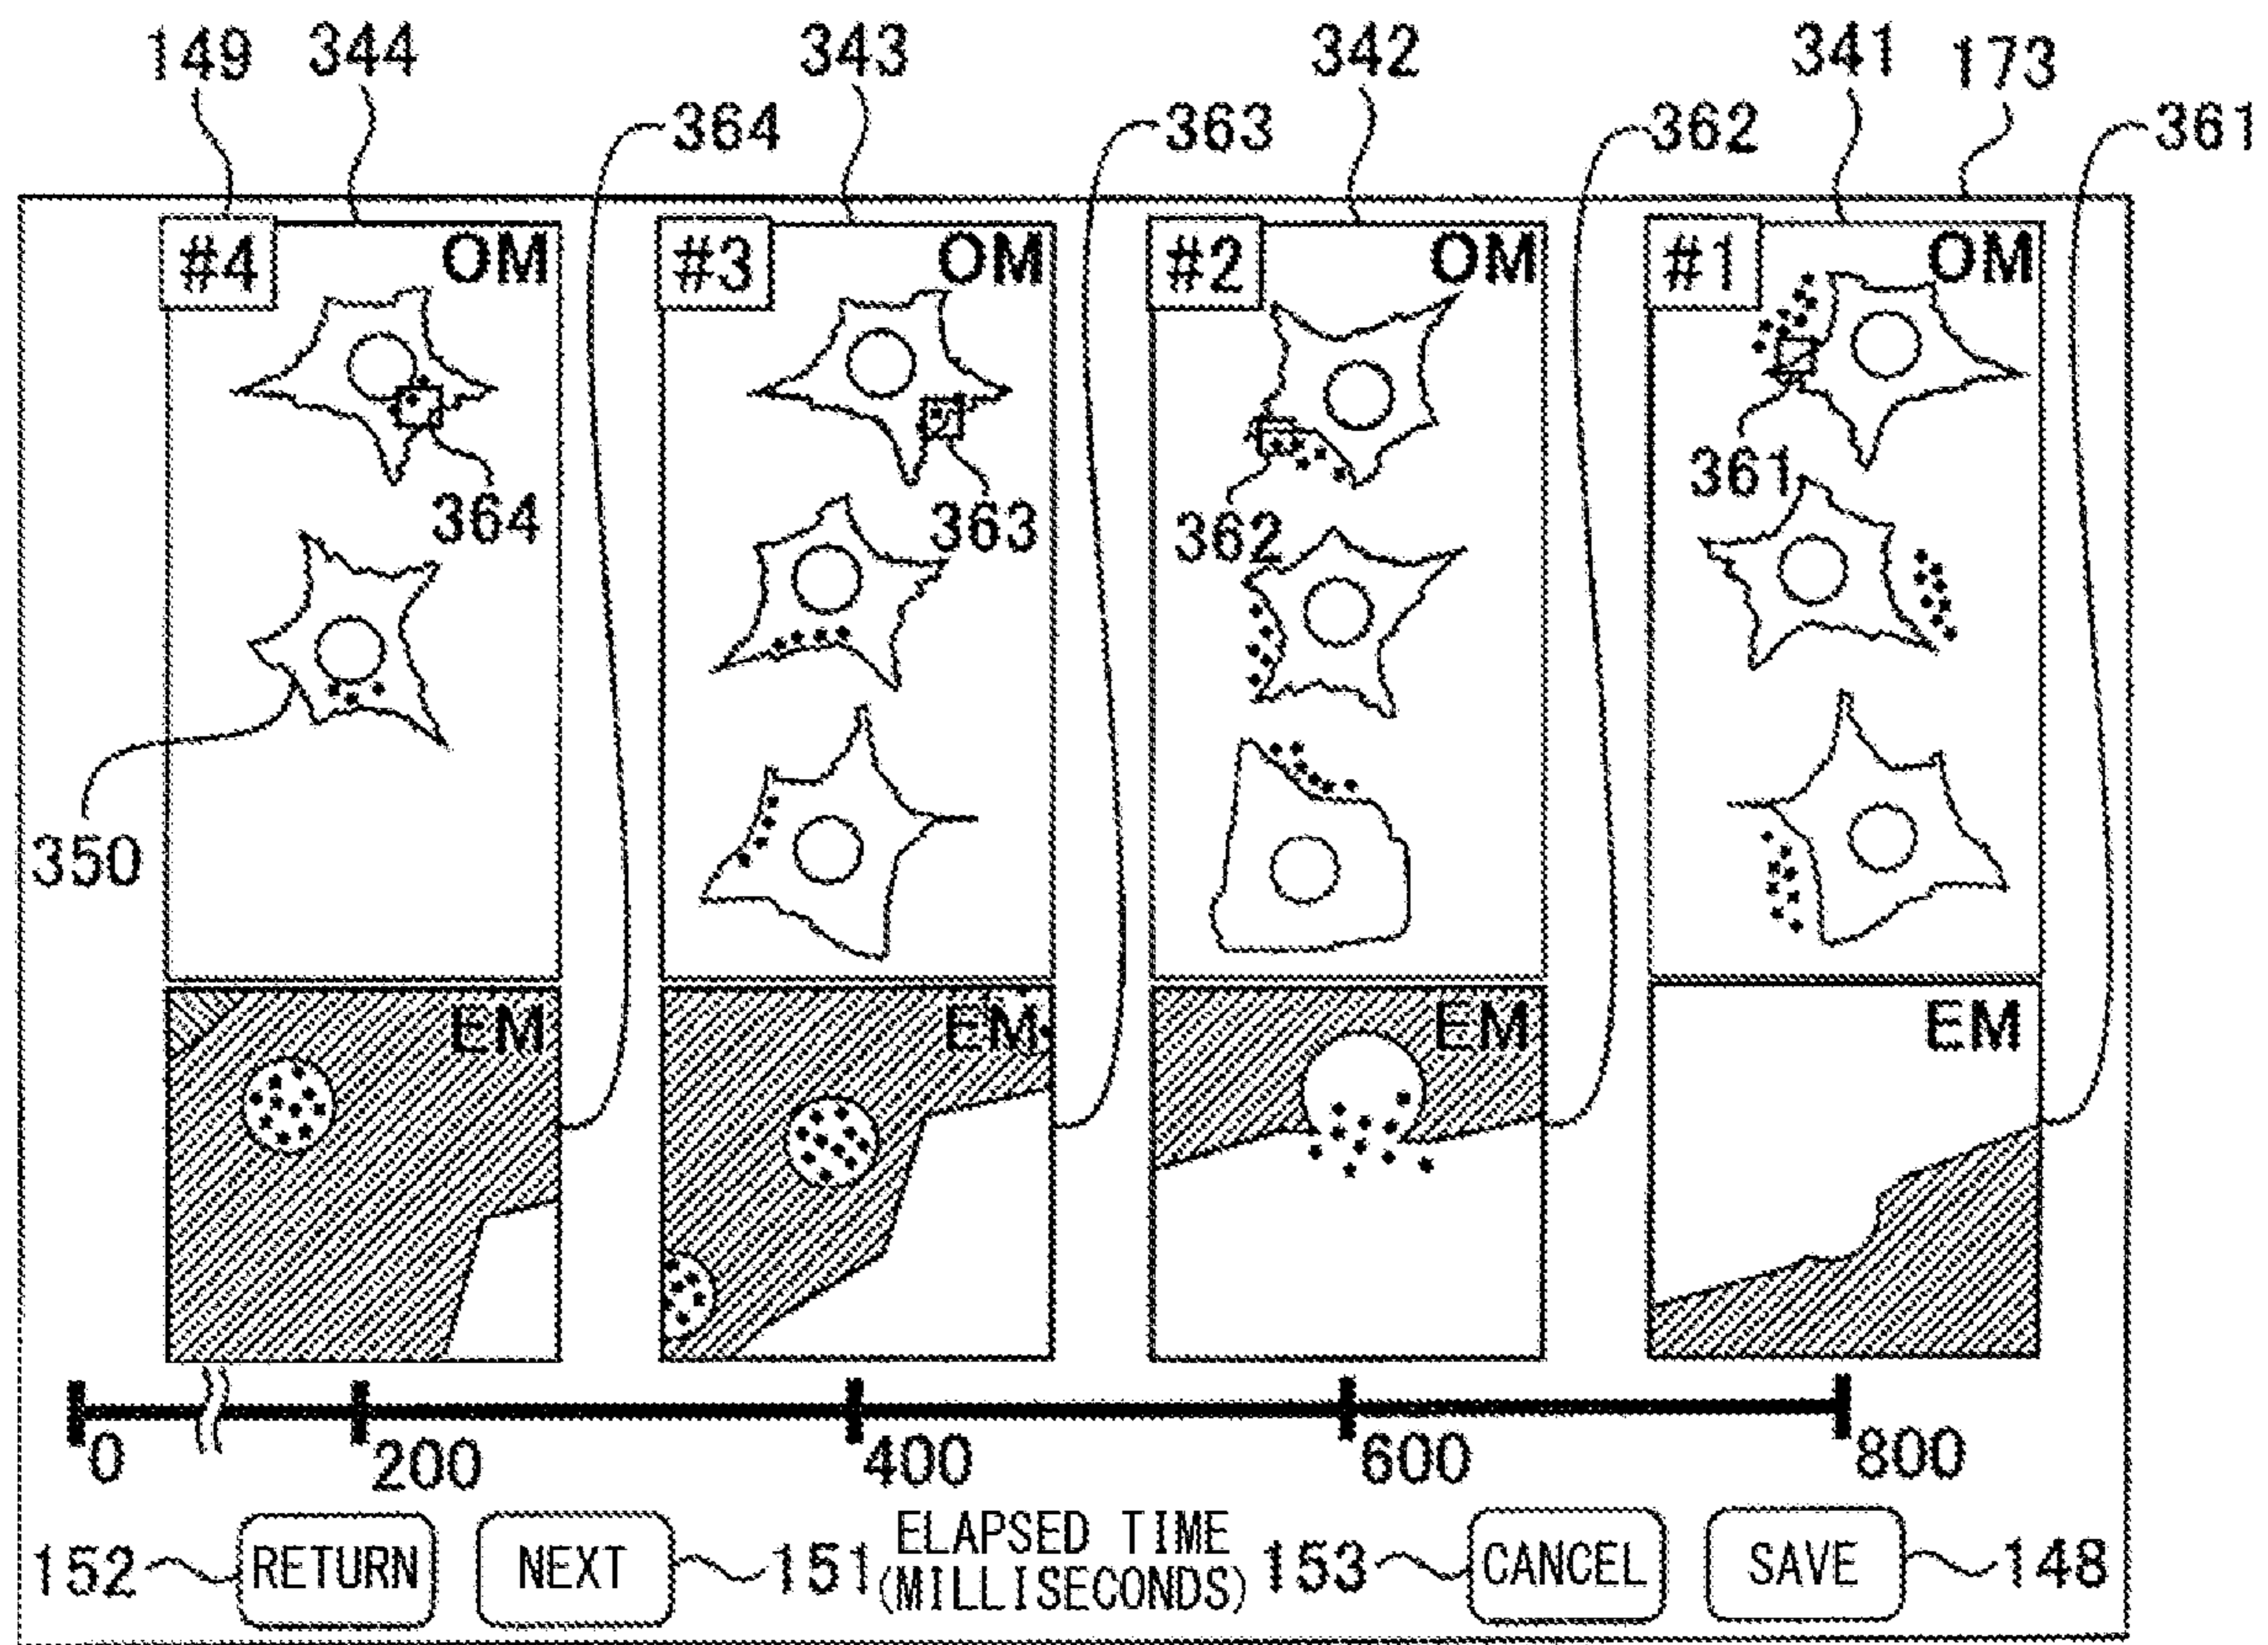 149 344 343 342 341 173
364 363 362 361
#4 OM #3 OM #2 OM #1 OM
364 363 362 361
350
EM EM EM EM
0 200 400 600 800
152 RETURN NEXT 151 ELAPSED TIME 153 CANCEL SAVE 148
(MILLISECONDS)